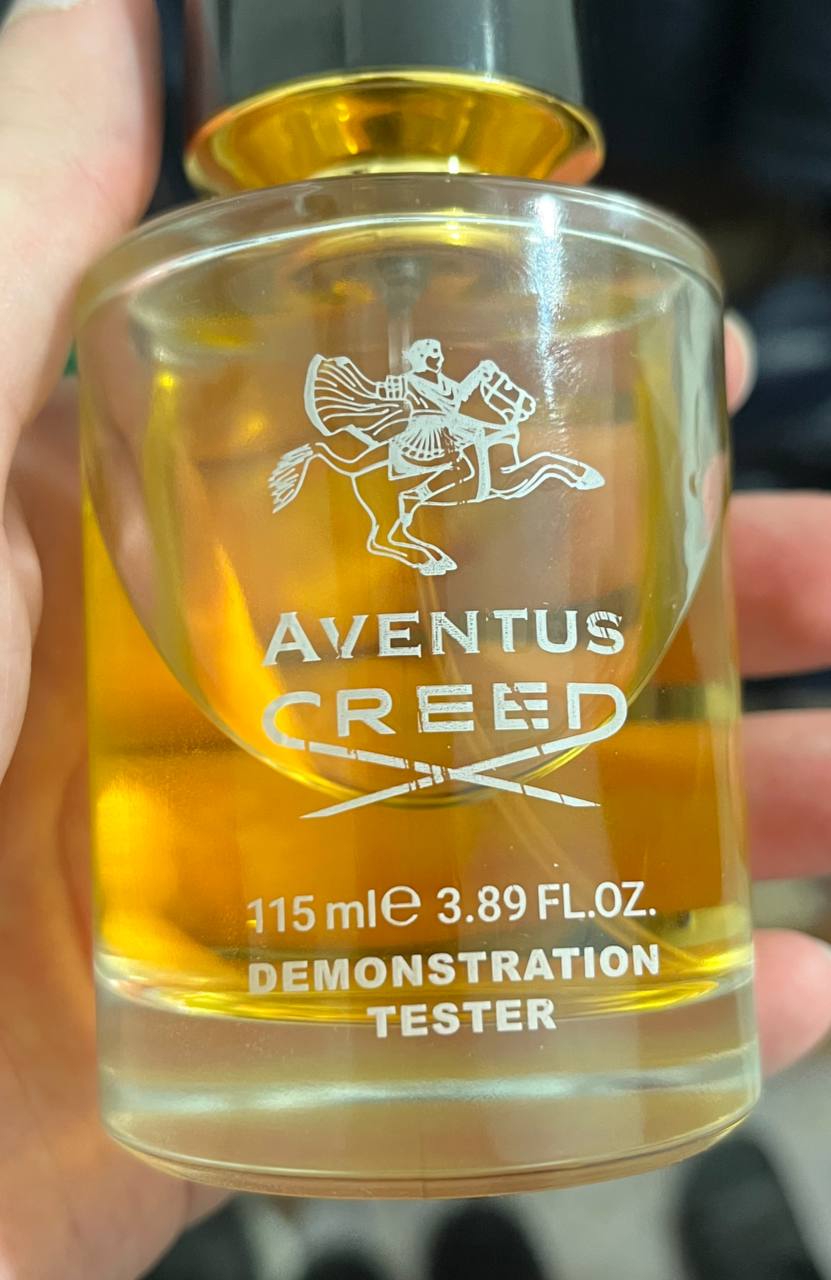 AVENTUS
CREED
115 ml℮ 3.89 FL.OZ.
DEMONSTRATION
TESTER